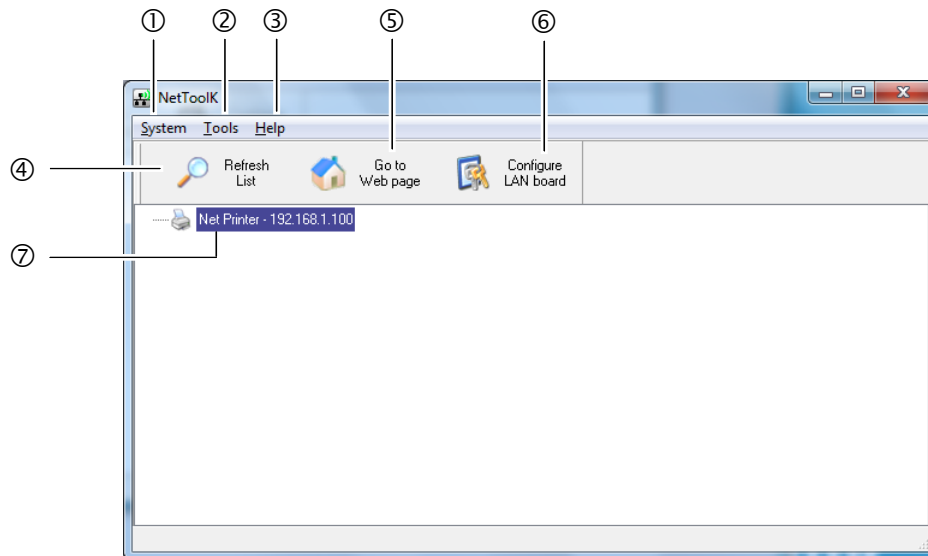 ① ② ③ ⑤ ⑥
NetToolK
System Tools Help
④
Refresh
List
Go to
Web page
Configure
LAN board
Net Printer - 192.168.1.100
⑦